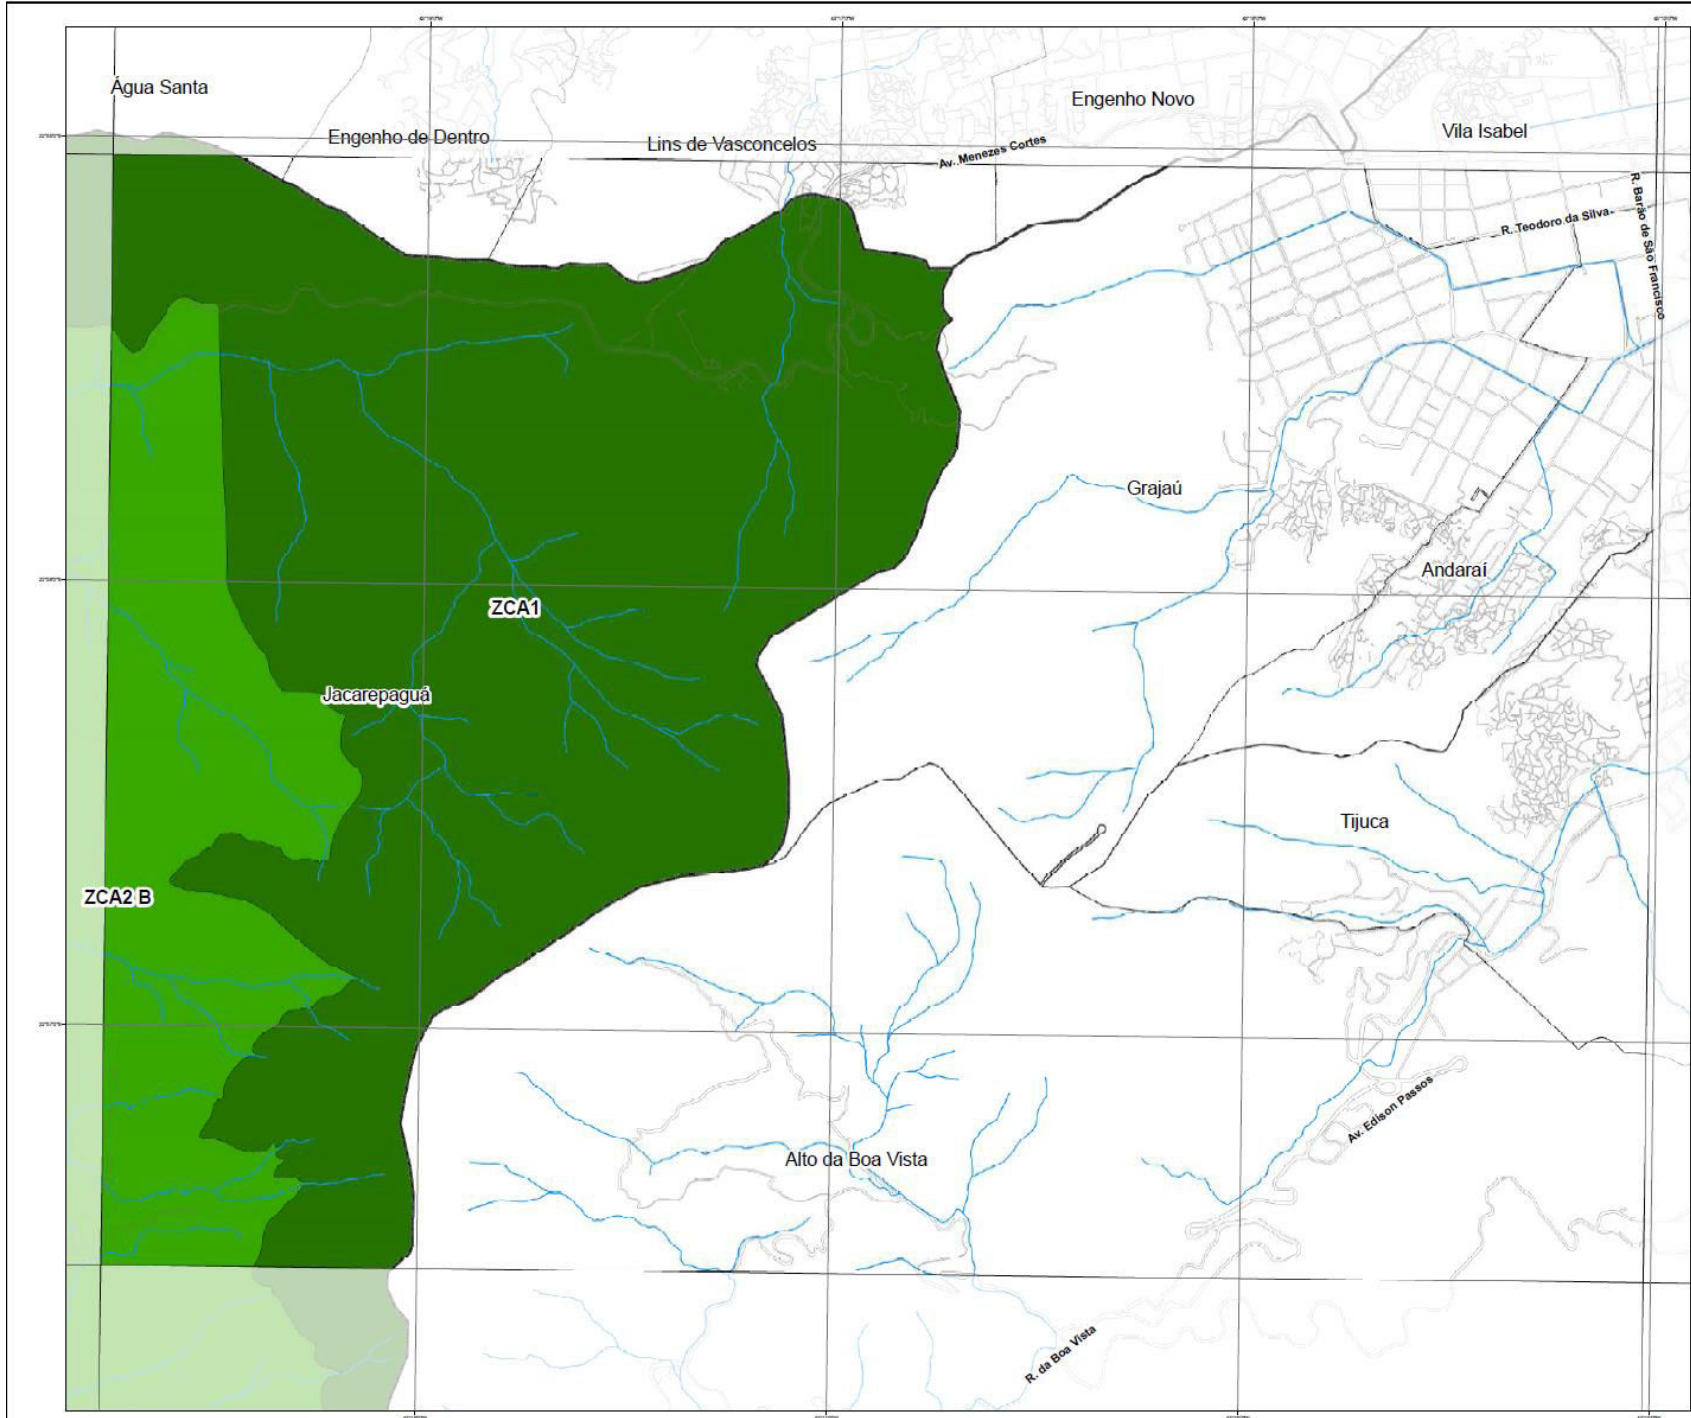 Água Santa
Engenho Novo
Vila Isabel
Engenho de Dentro
Lins de Vasconcelos
Av. Menezes Cortes
R. Barão de São Francisco
R. Teodoro da Silva
Grajaú
Andaraí
ZCA1
Jacarepaguá
Tijuca
ZCA2 B
Av. Edison Passos
Alto da Boa Vista
R. da Boa Vista